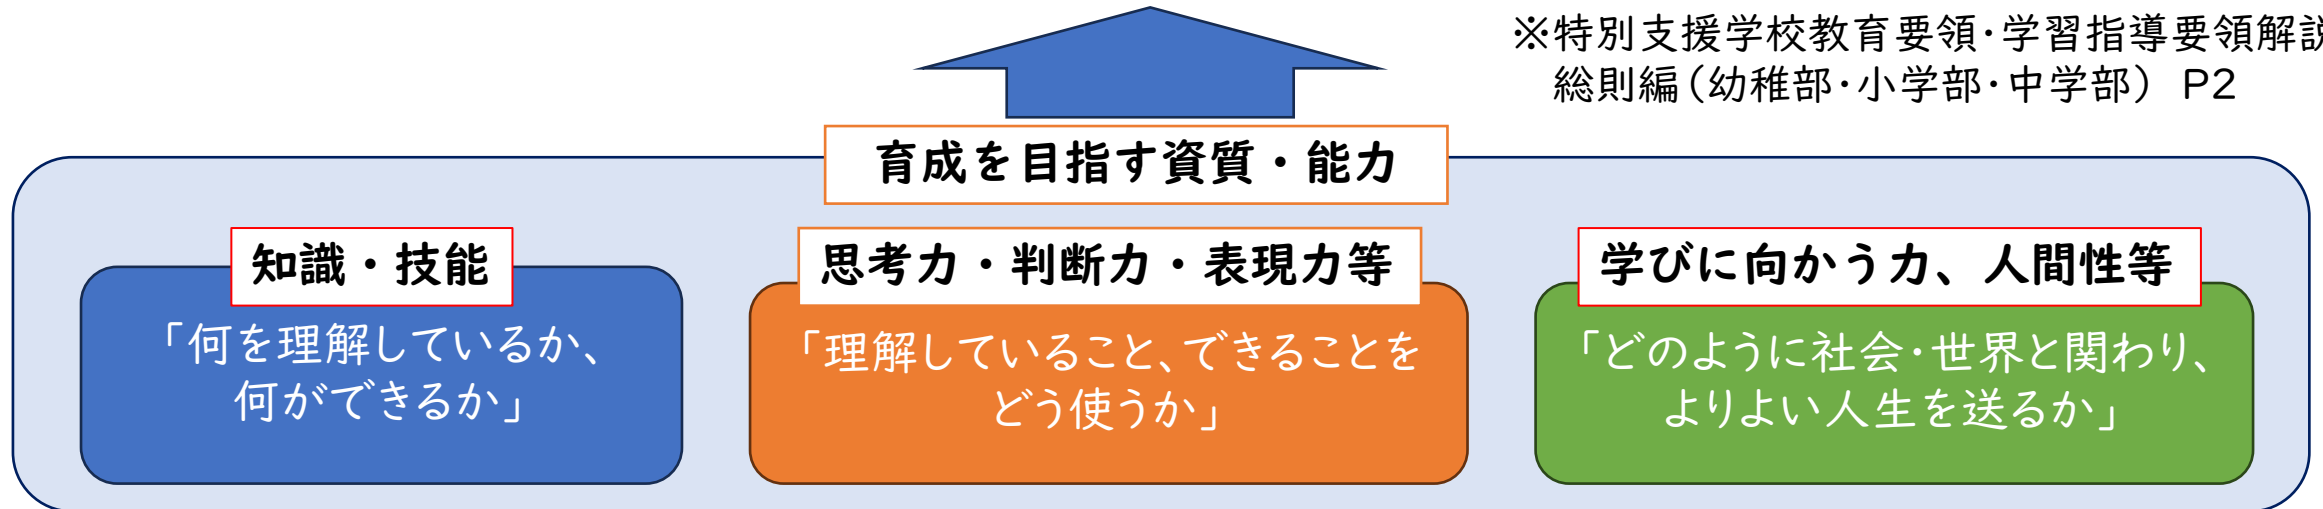 ※特別支援学校教育要領・学習指導要領解説
総則編(幼稚部・小学部・中学部) P2
育成を目指す資質・能力
知識・技能
「何を理解しているか、
何ができるか」
思考力・判断力・表現力等
「理解していること、できることを
どう使うか」
学びに向かう力、人間性等
「どのように社会・世界と関わり、
よりよい人生を送るか」